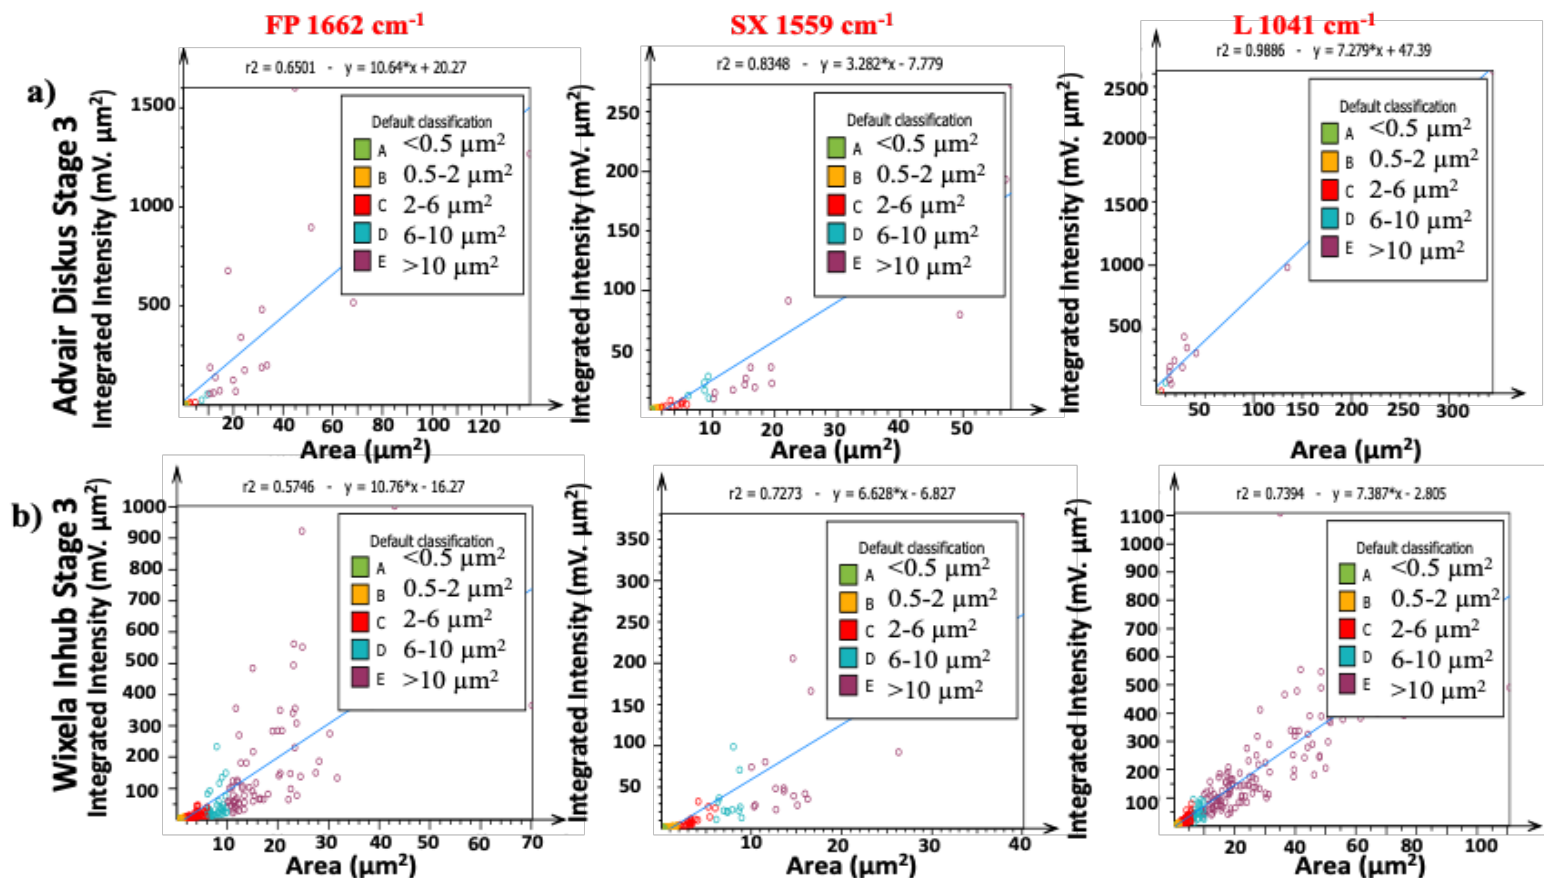 FP 1662 cm-1
SX 1559 cm-1
L 1041 cm-1
a)
Advair Diskus Stage 3
Integrated Intensity (mV. µm2)
r2 = 0.6501 - y = 10.64*x + 20.27
1500
1000
500
Default classification
A <0.5 µm2
B 0.5-2 µm2
C 2-6 µm2
D 6-10 µm2
E >10 µm2
20 40 60 80 100 120
Area (µm2)
Integrated Intensity (mV. µm2)
r2 = 0.8348 - y = 3.282*x - 7.779
250
200
150
100
50
Default classification
A <0.5 µm2
B 0.5-2 µm2
C 2-6 µm2
D 6-10 µm2
E >10 µm2
10 20 30 40 50
Area (µm2)
Integrated Intensity (mV. µm2)
r2 = 0.9886 - y = 7.279*x + 47.39
2500
2000
1500
1000
500
Default classification
A <0.5 µm2
B 0.5-2 µm2
C 2-6 µm2
D 6-10 µm2
E >10 µm2
50 100 150 200 250 300
Area (µm2)
b)
Wixela Inhub Stage 3
Integrated Intensity (mV. µm2)
r2 = 0.5746 - y = 10.76*x - 16.27
1000
900
800
700
600
500
400
300
200
100
Default classification
A <0.5 µm2
B 0.5-2 µm2
C 2-6 µm2
D 6-10 µm2
E >10 µm2
10 20 30 40 50 60 70
Area (µm2)
Integrated Intensity (mV. µm2)
r2 = 0.7273 - y = 6.628*x - 6.827
350
300
250
200
150
100
50
Default classification
A <0.5 µm2
B 0.5-2 µm2
C 2-6 µm2
D 6-10 µm2
E >10 µm2
10 20 30 40
Area (µm2)
Integrated Intensity (mV. µm2)
r2 = 0.7394 - y = 7.387*x - 2.805
1100
1000
900
800
700
600
500
400
300
200
100
Default classification
A <0.5 µm2
B 0.5-2 µm2
C 2-6 µm2
D 6-10 µm2
E >10 µm2
20 40 60 80 100
Area (µm2)